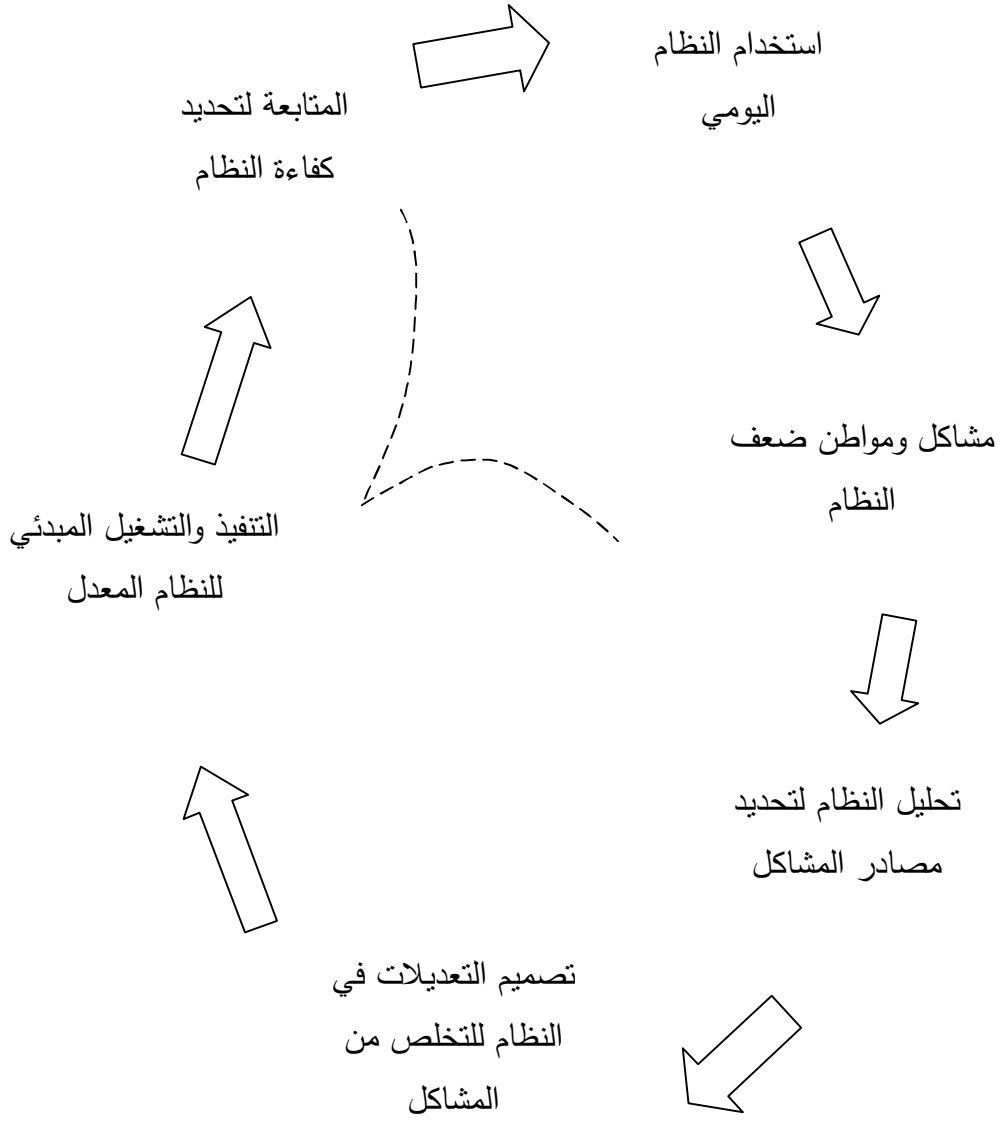 استخدام النظام
اليومي
المتابعة لتحديد
كفاءة النظام
مشاكل ومواطن ضعف
النظام
التنفيذ والتشغيل المبدئي
للنظام المعدل
تحليل النظام لتحديد
مصادر المشاكل
تصميم التعديلات في
النظام للتخلص من
المشاكل